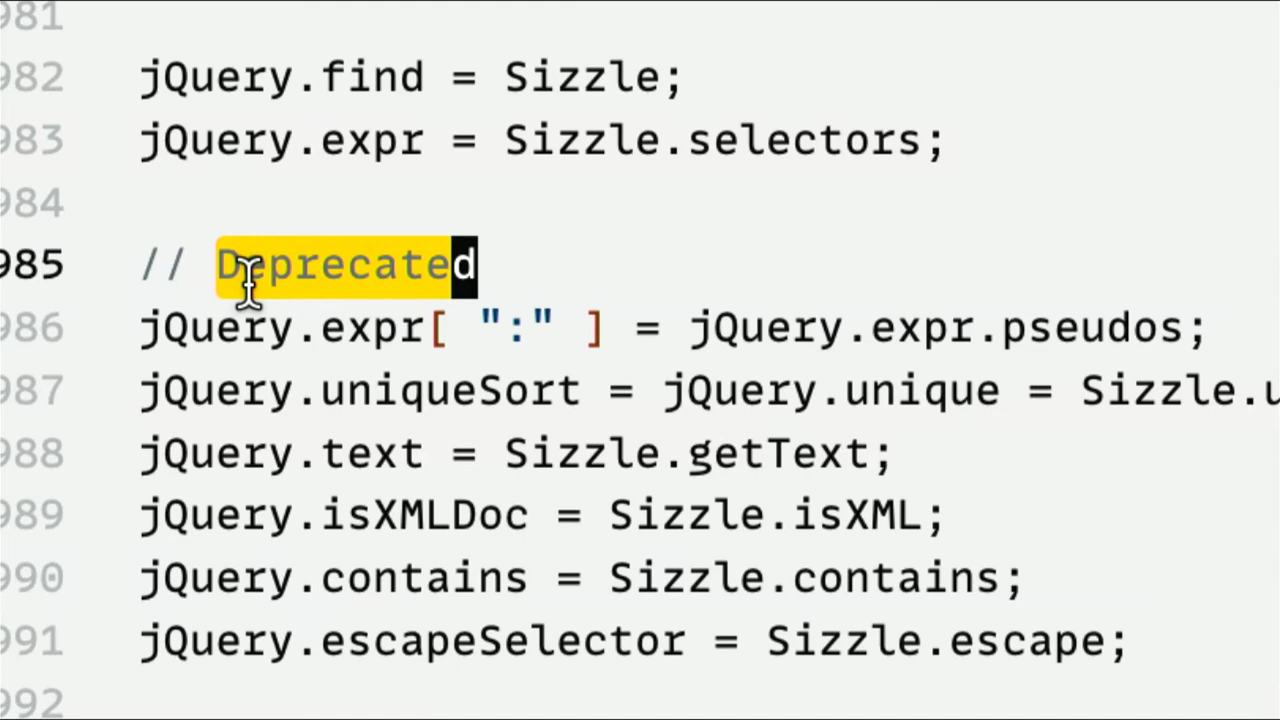 981
982 jQuery.find = Sizzle;
983 jQuery.expr = Sizzle.selectors;
984
985 // Deprecated
986 jQuery.expr[ ":" ] = jQuery.expr.pseudos;
987 jQuery.uniqueSort = jQuery.unique = Sizzle.u
988 jQuery.text = Sizzle.getText;
989 jQuery.isXMLDoc = Sizzle.isXML;
990 jQuery.contains = Sizzle.contains;
991 jQuery.escapeSelector = Sizzle.escape;
992